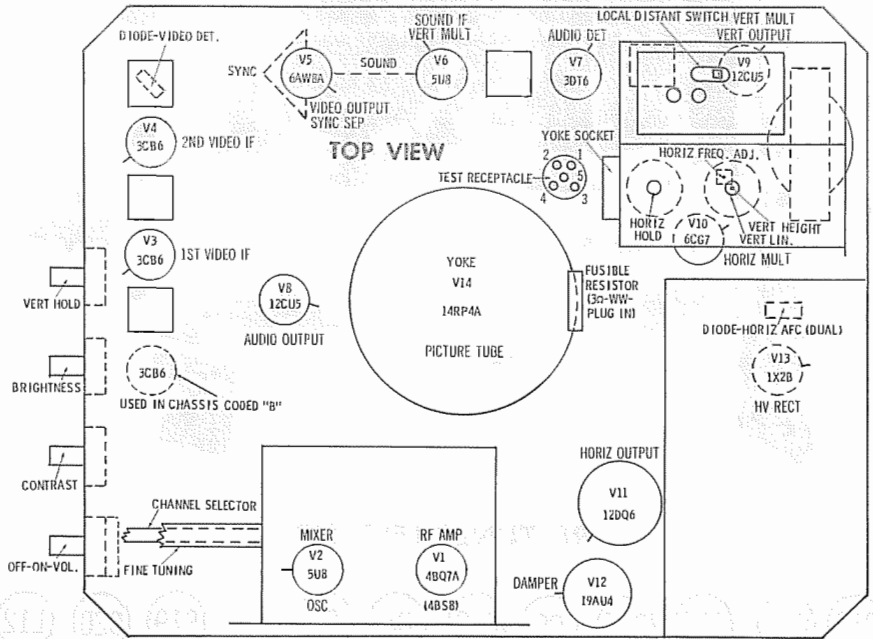 LOCAL DISTANT SWITCH VERT MULT
VERT OUTPUT
SOUND IF
VERT MULT
AUDIO DET
DIODE-VIDEO DET.
SYNC
V5
6AW8A
SOUND
V6
5U8
V7
3DT6
V9
12CU5
VIDEO OUTPUT
SYNC SEP
V4
3CB6
2ND VIDEO IF
TOP VIEW
YOKE SOCKET
HORIZ FREQ. ADJ.
TEST RECEPTACLE
2
1
5
4
3
HORIZ
HOLD
V10
6CG7
VERT HEIGHT
VERT LIN.
HORIZ MULT
V3
3CB6
1ST VIDEO IF
YOKE
V14
14RP4A
PICTURE TUBE
FUSIBLE
RESISTOR
(3Ω-WW-
PLUG IN)
VERT HOLD
V8
12CU5
AUDIO OUTPUT
DIODE-HORIZ AFC (DUAL)
V13
1X2B
HV RECT
BRIGHTNESS
3CB6
USED IN CHASSIS CODED "B"
CONTRAST
HORIZ OUTPUT
V11
12DQ6
CHANNEL SELECTOR
OFF-ON-VOL.
FINE TUNING
MIXER
V2
5U8
OSC
RF AMP
V1
4BQ7A
(4BS8)
DAMPER
V12
19AU4